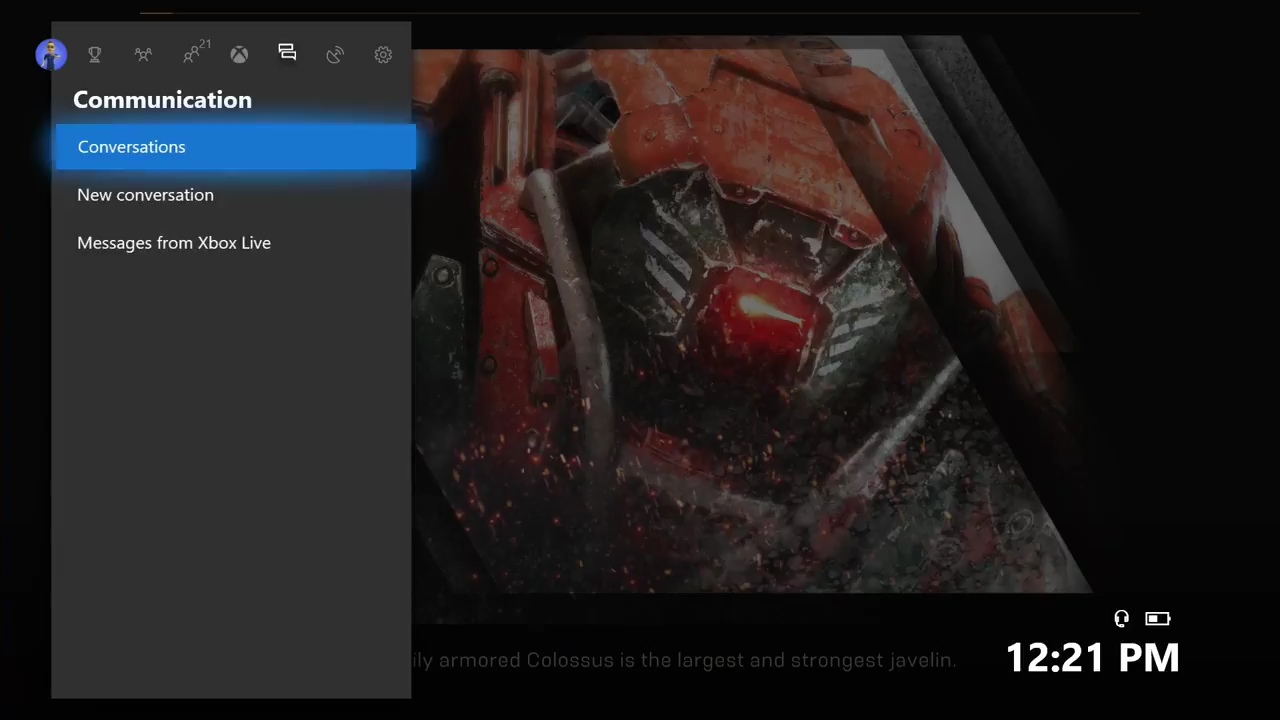 21
Communication
Conversations
New conversation
Messages from Xbox Live
armored Colossus is the largest and strongest javelin.
12:21 PM